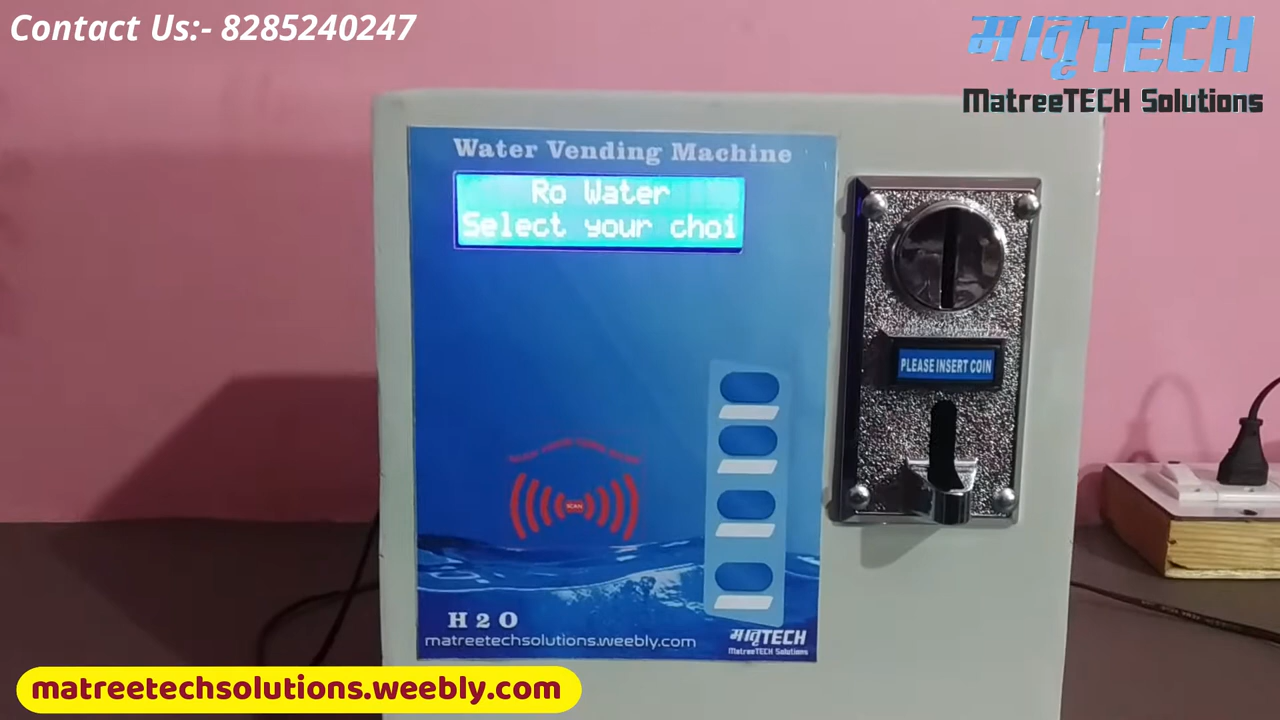 Contact Us:- 8285240247
मातृTECH
MatreeTECH Solutions
Water Vending Machine
Ro Water
Select your choi
PLEASE INSERT COIN
SCAN
H2O
matreetechsolutions.weebly.com
मातृTECH
MatreeTECH Solutions
matreetechsolutions.weebly.com